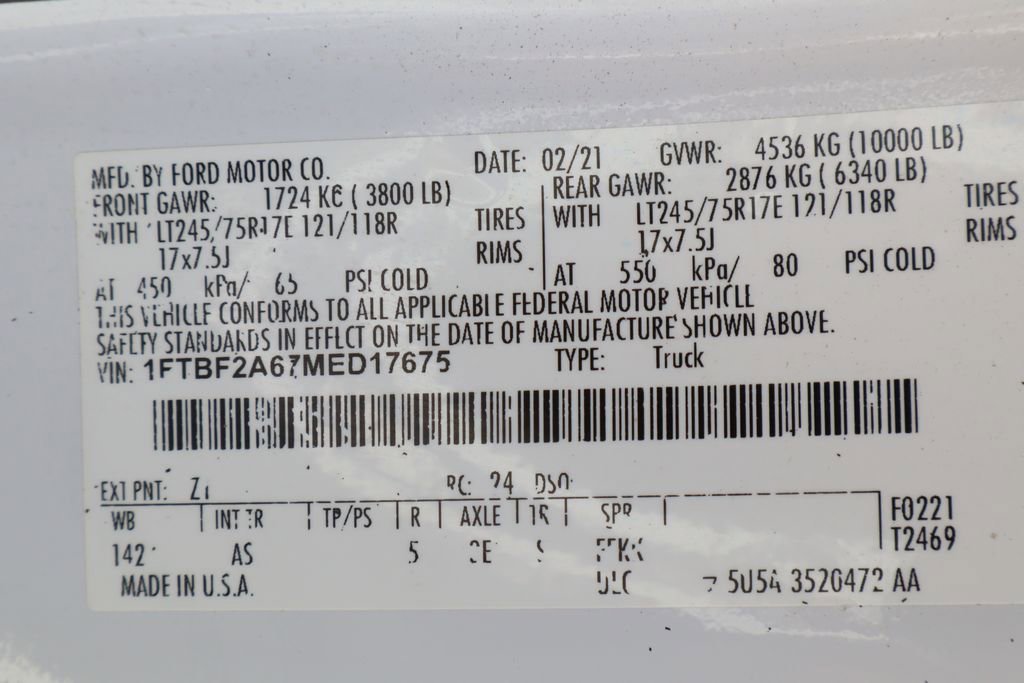 MFD. BY FORD MOTOR CO. DATE: 02/21 GVWR: 4536 KG (10000 LB)
FRONT GAWR: 1724 KG ( 3800 LB) REAR GAWR: 2876 KG ( 6340 LB)
WITH LT245/75R17E 121/118R TIRES WITH LT245/75R17E 121/118R TIRES
17x7.5J RIMS 17x7.5J RIMS
AT 450 kPa/ 65 PSI COLD AT 550 kPa/ 80 PSI COLD
THIS VEHICLE CONFORMS TO ALL APPLICABLE FEDERAL MOTOR VEHICLE
SAFETY STANDARDS IN EFFECT ON THE DATE OF MANUFACTURE SHOWN ABOVE.
VIN: 1FTBF2A67MED17675 TYPE: Truck
EXT PNT: Z1 RC: 24 DSO:
WB INT TR TP/PS R AXLE TR SPR F0221
142 AS 5 T2469
MADE IN U.S.A. 5U5A 3520472 AA